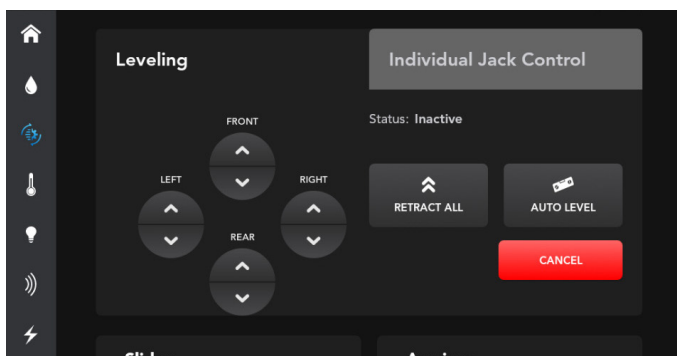 Leveling
Individual Jack Control
Status: Inactive
FRONT
LEFT
RIGHT
REAR
RETRACT ALL
AUTO LEVEL
CANCEL